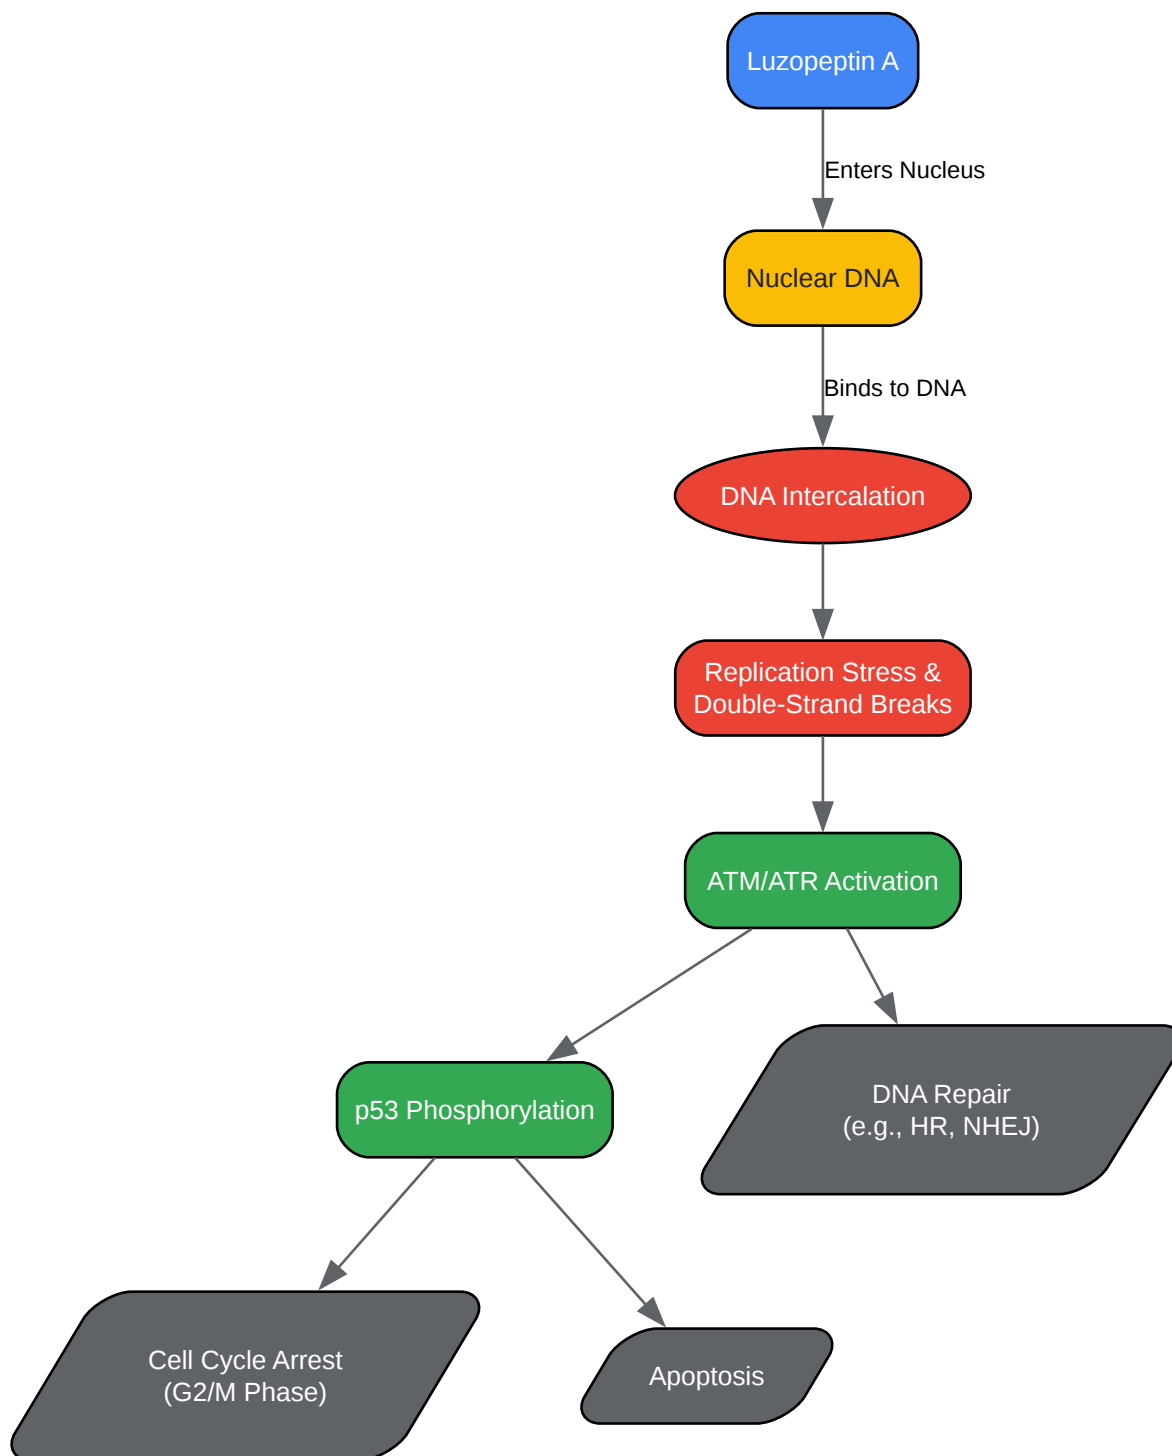 Luzopeptin A
Enters Nucleus
Nuclear DNA
Binds to DNA
DNA Intercalation
Replication Stress &
Double-Strand Breaks
ATM/ATR Activation
p53 Phosphorylation
DNA Repair
(e.g., HR, NHEJ)
Cell Cycle Arrest
(G2/M Phase)
Apoptosis